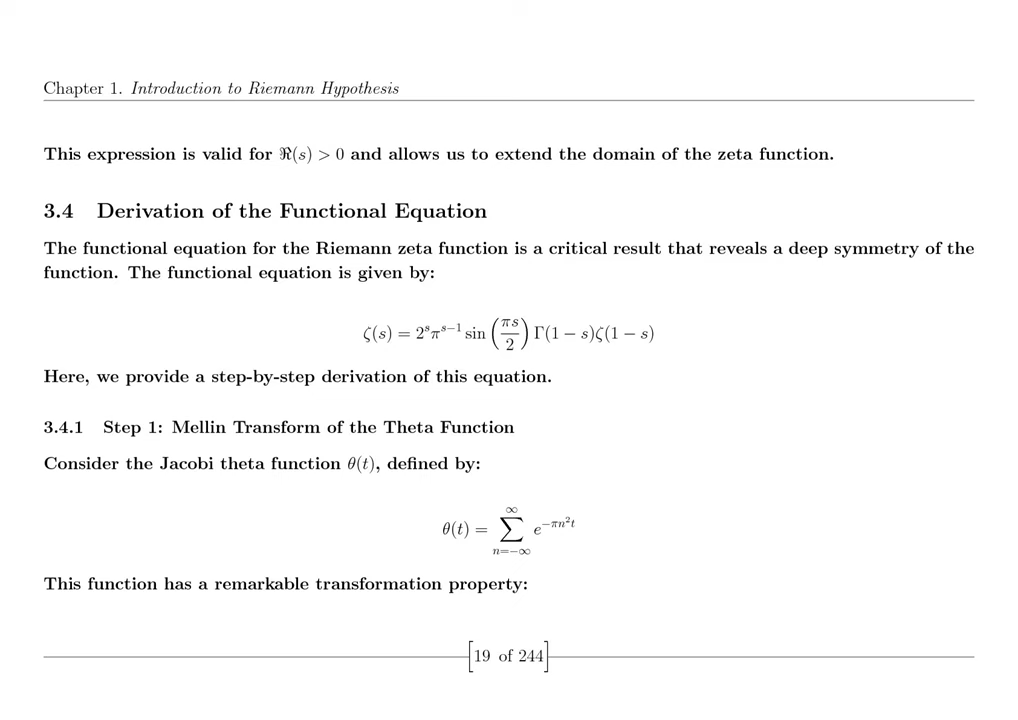 Chapter 1. Introduction to Riemann Hypothesis
This expression is valid for ℜ(s) > 0 and allows us to extend the domain of the zeta function.
3.4 Derivation of the Functional Equation
The functional equation for the Riemann zeta function is a critical result that reveals a deep symmetry of the
function. The functional equation is given by:
ζ(s) = 2^s π^{s−1} sin (πs/2) Γ(1 − s)ζ(1 − s)
Here, we provide a step-by-step derivation of this equation.
3.4.1 Step 1: Mellin Transform of the Theta Function
Consider the Jacobi theta function θ(t), defined by:
θ(t) = ∑_{n=−∞}^{∞} e^{−πn²t}
This function has a remarkable transformation property:
[19 of 244]